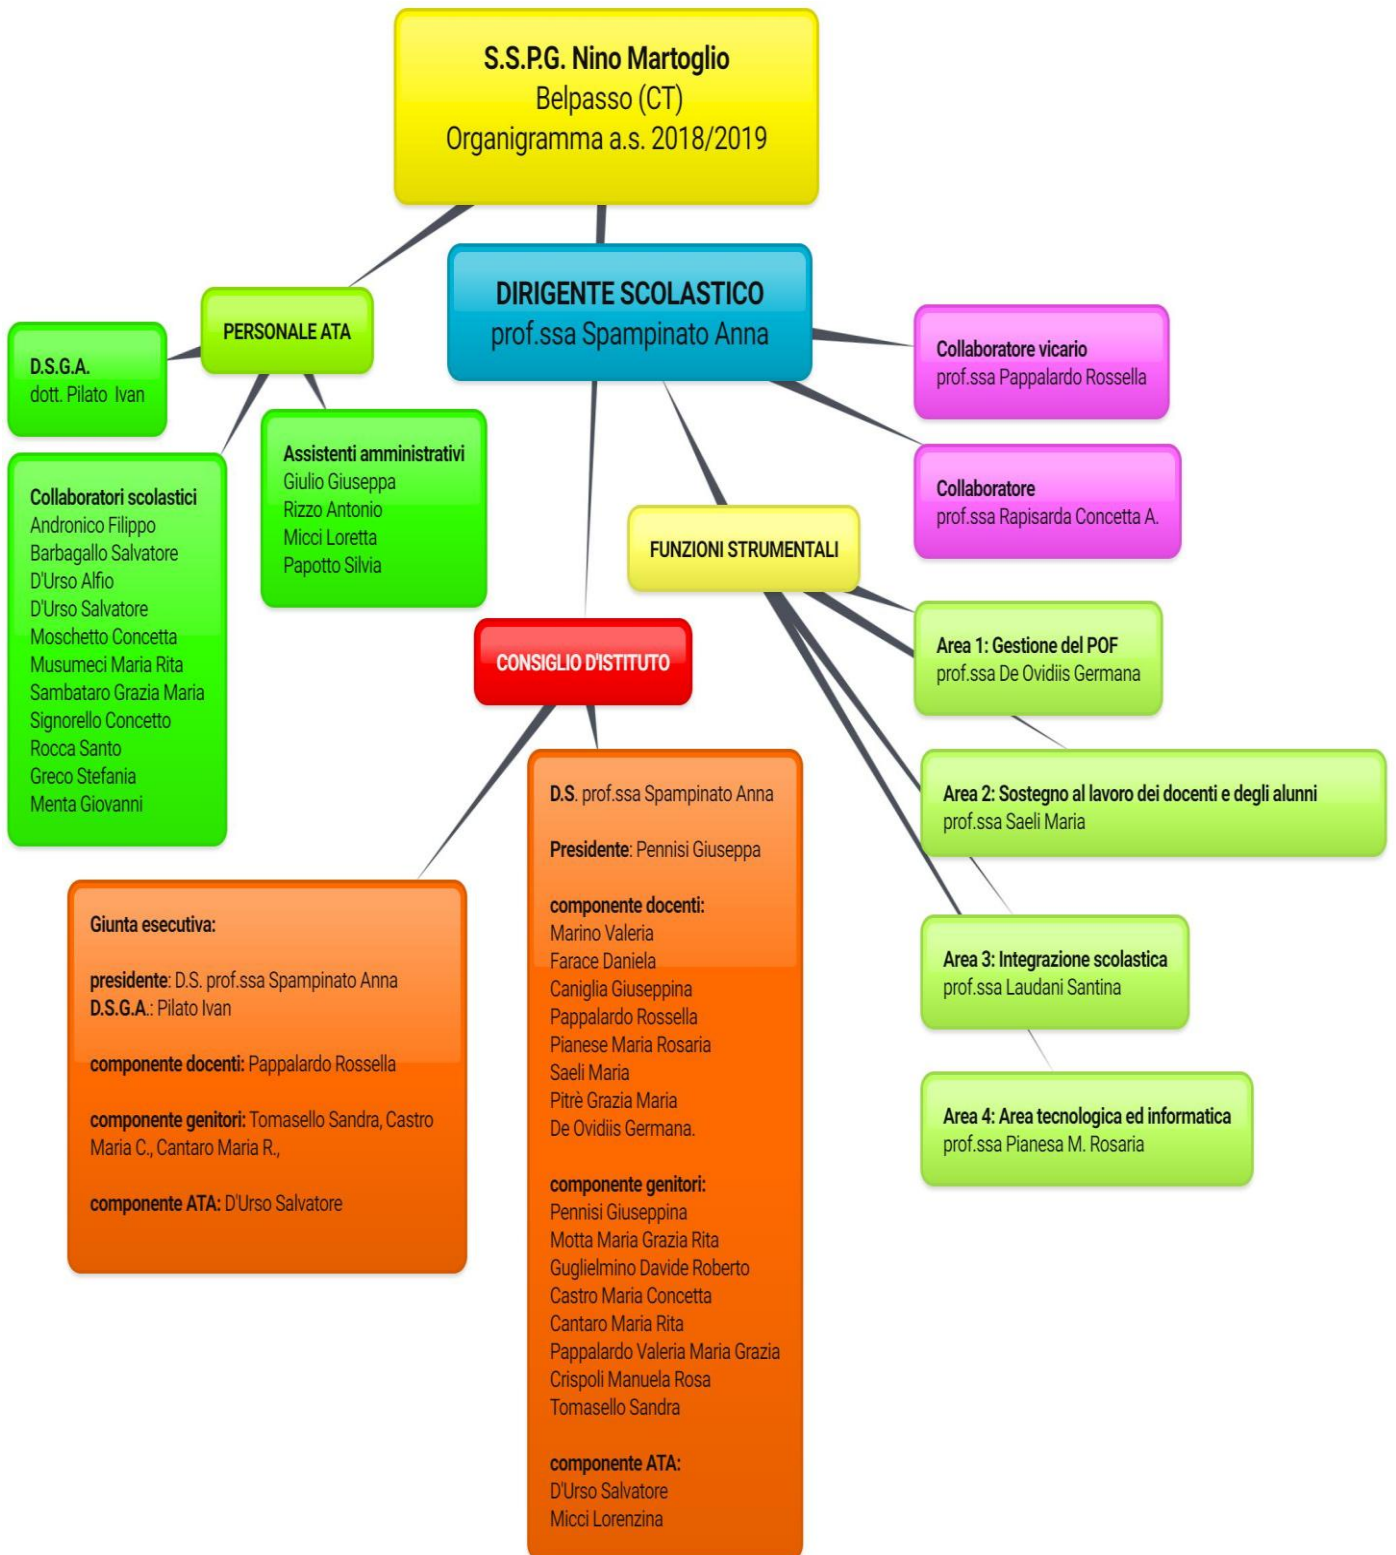 S.S.P.G. Nino Martoglio
Belpasso (CT)
Organigramma a.s. 2018/2019
DIRIGENTE SCOLASTICO
prof.ssa Spampinato Anna
PERSONALE ATA
D.S.G.A.
dott. Pilato Ivan
Collaboratori scolastici
Andronico Filippo
Barbagallo Salvatore
D'Urso Alfio
D'Urso Salvatore
Moschetto Concetta
Musumeci Maria Rita
Sambataro Grazia Maria
Signorello Concetto
Rocca Santo
Greco Stefania
Menta Giovanni
Assistenti amministrativi
Giulio Giuseppa
Rizzo Antonio
Micci Loretta
Papotto Silvia
Collaboratore vicario
prof.ssa Pappalardo Rossella
Collaboratore
prof.ssa Rapisarda Concetta A.
FUNZIONI STRUMENTALI
Area 1: Gestione del POF
prof.ssa De Ovidiis Germana
Area 2: Sostegno al lavoro dei docenti e degli alunni
prof.ssa Saeli Maria
Area 3: Integrazione scolastica
prof.ssa Laudani Santina
Area 4: Area tecnologica ed informatica
prof.ssa Pianesa M. Rosaria
CONSIGLIO D'ISTITUTO
Giunta esecutiva:
presidente: D.S. prof.ssa Spampinato Anna
D.S.G.A.: Pilato Ivan
componente docenti: Pappalardo Rossella
componente genitori: Tomasello Sandra, Castro
Maria C., Cantaro Maria R.,
componente ATA: D'Urso Salvatore
D.S. prof.ssa Spampinato Anna
Presidente: Pennisi Giuseppa
componente docenti:
Marino Valeria
Farace Daniela
Caniglia Giuseppina
Pappalardo Rossella
Pianese Maria Rosaria
Saeli Maria
Pitrè Grazia Maria
De Ovidiis Germana.
componente genitori:
Pennisi Giuseppina
Motta Maria Grazia Rita
Guglielmino Davide Roberto
Castro Maria Concetta
Cantaro Maria Rita
Pappalardo Valeria Maria Grazia
Crispoli Manuela Rosa
Tomasello Sandra
componente ATA:
D'Urso Salvatore
Micci Lorenzina